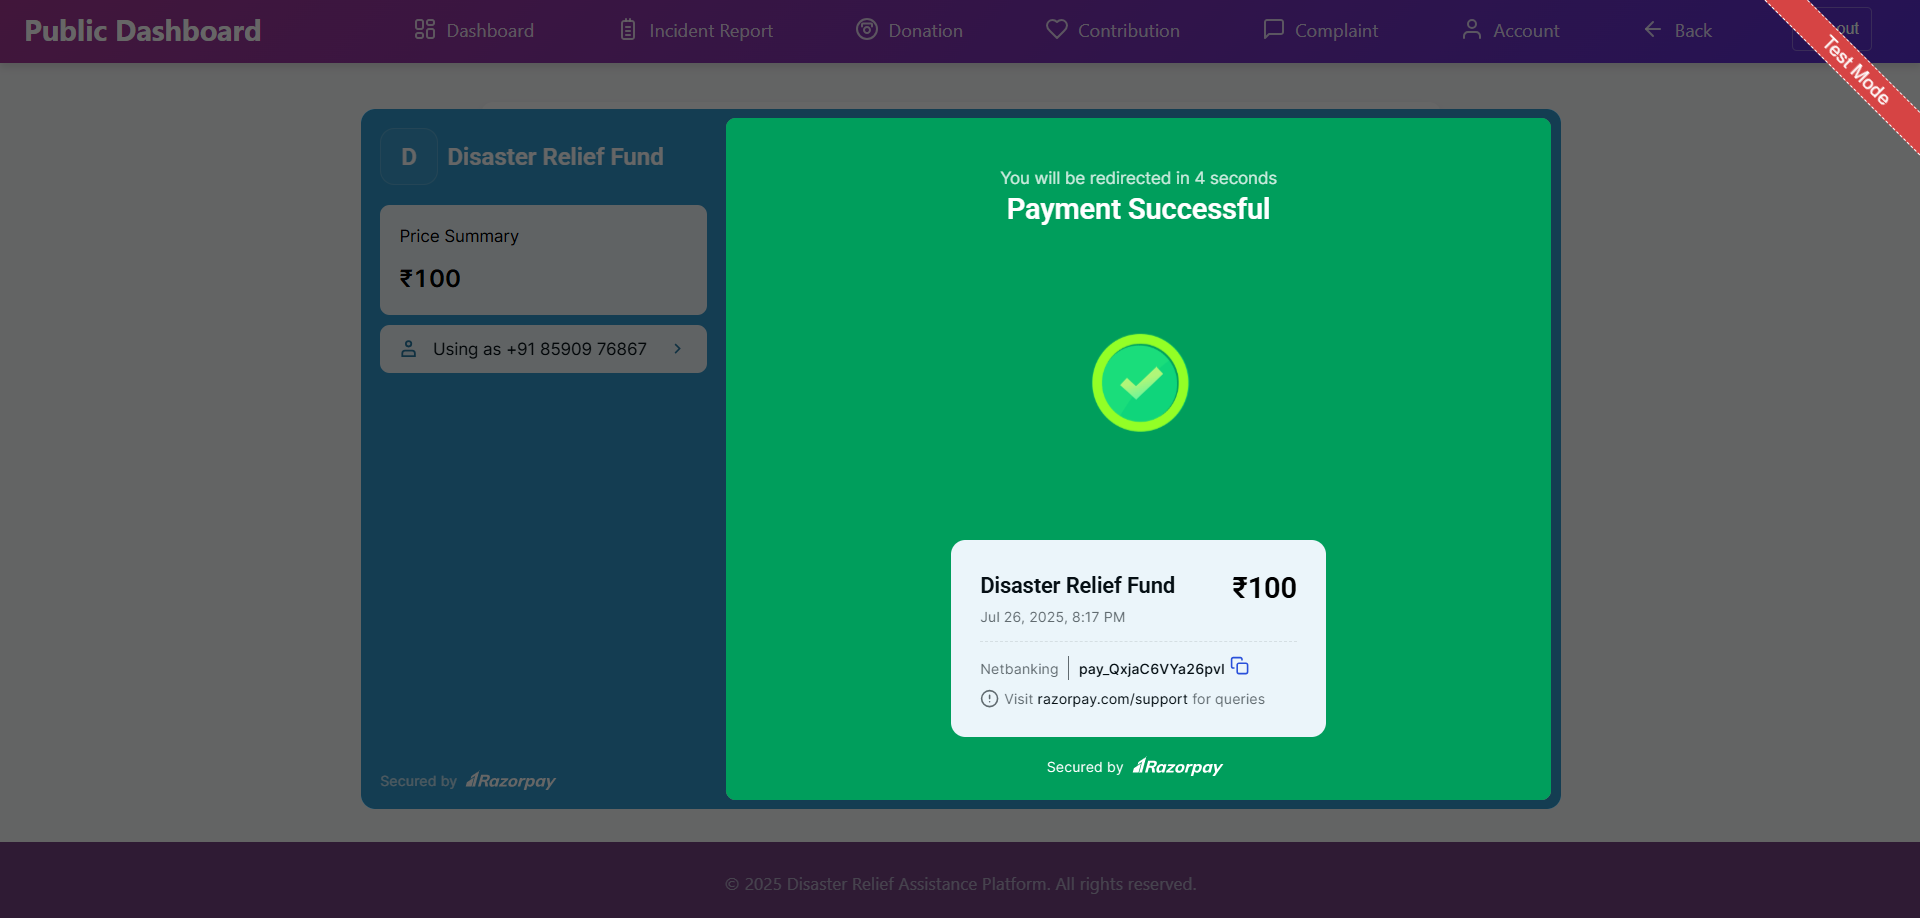 Public Dashboard
Dashboard
Incident Report
Donation
Contribution
Complaint
Account
Back
out
Test Mode
D
Disaster Relief Fund
Price Summary
₹100
Using as +91 85909 76867
Secured by Razorpay
You will be redirected in 4 seconds
Payment Successful
Disaster Relief Fund ₹100
Jul 26, 2025, 8:17 PM
Netbanking pay_QxjaC6VYa26pvI
Visit razorpay.com/support for queries
Secured by Razorpay
© 2025 Disaster Relief Assistance Platform. All rights reserved.